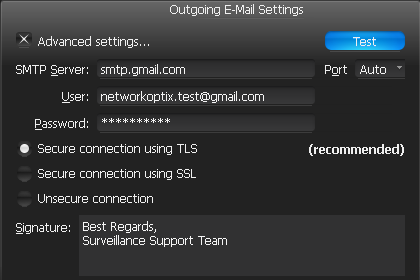 Outgoing E-Mail Settings
Advanced settings... Test
SMTP Server: smtp.gmail.com Port Auto
User: networkoptix.test@gmail.com
Password: **********
Secure connection using TLS (recommended)
Secure connection using SSL
Unsecure connection
Signature: Best Regards,
Surveillance Support Team